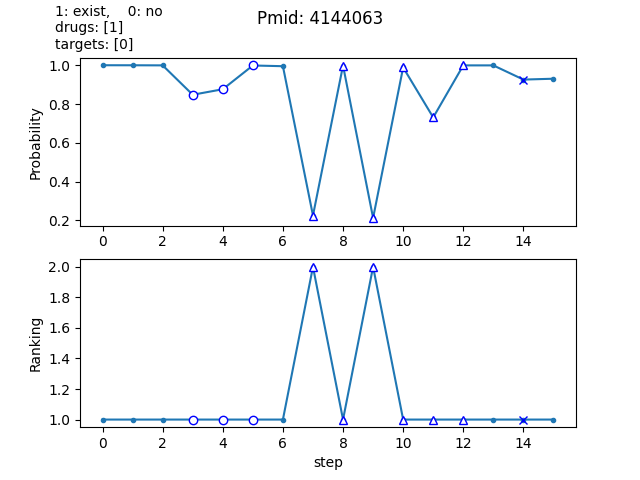 1: exist,    0: no
Pmid: 4144063
drugs: [1]
targets: [0]
1.0
0.8
0.6
0.4
0.2
Probability
0 2 4 6 8 10 12 14
2.0
1.8
1.6
1.4
1.2
1.0
Ranking
0 2 4 6 8 10 12 14
step